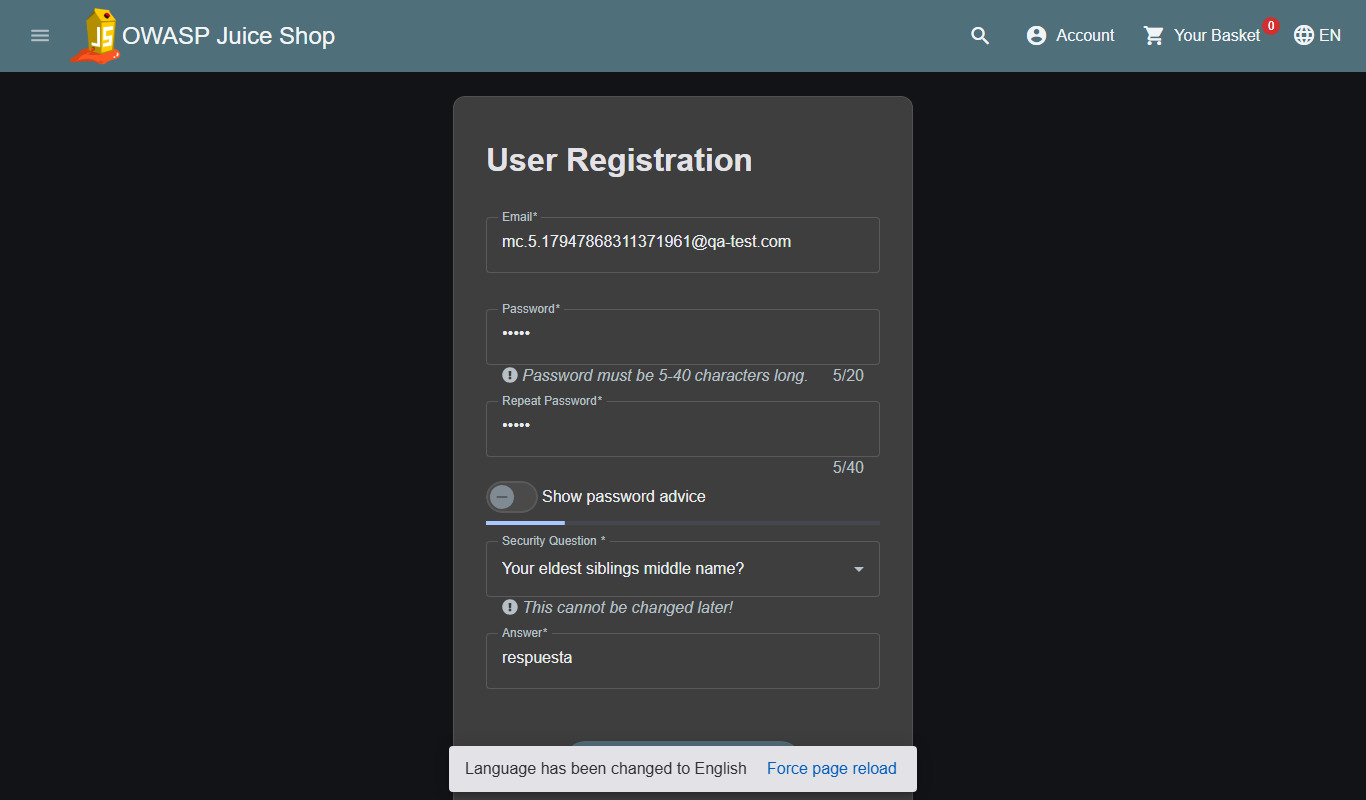 JS
OWASP Juice Shop
Account
Your Basket
0
EN
User Registration
Email*
mc.5.17947868311371961@qa-test.com
Password*
•••••
Password must be 5-40 characters long.
5/20
Repeat Password*
•••••
5/40
Show password advice
Security Question *
Your eldest siblings middle name?
This cannot be changed later!
Answer*
respuesta
Language has been changed to English
Force page reload